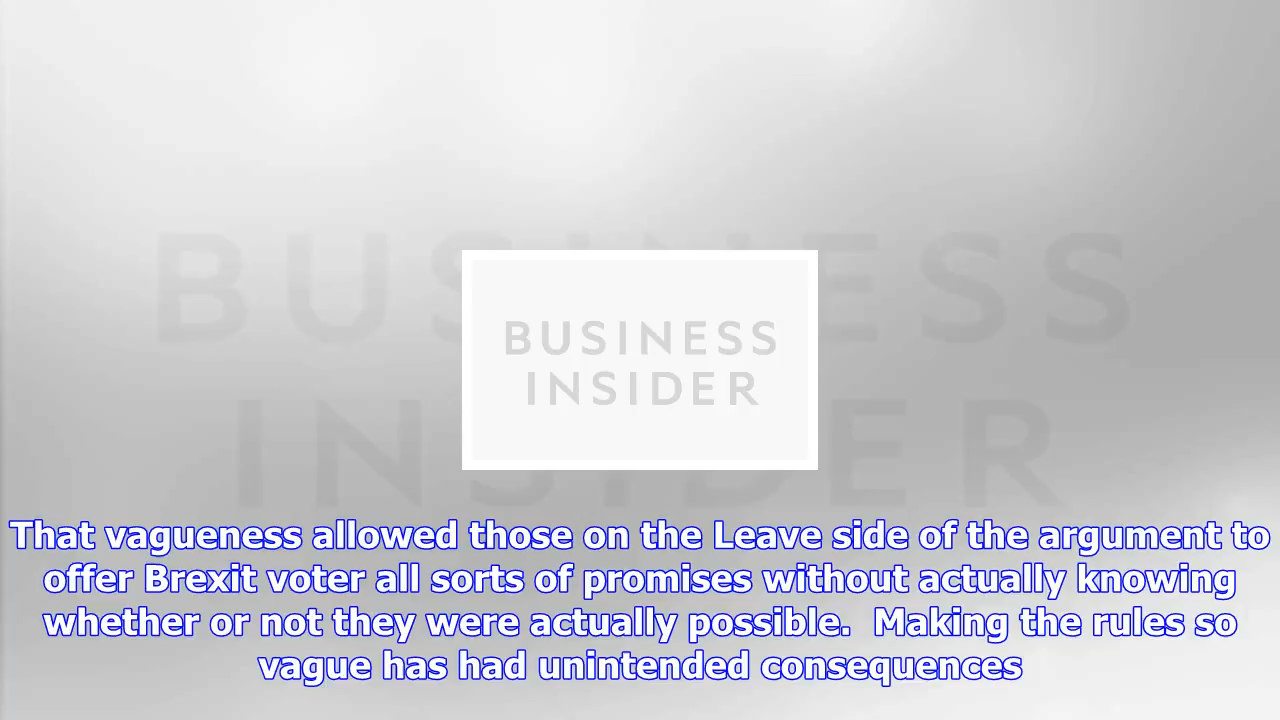 BUSINESS
INSIDER
BUSINESS
INSIDER
That vagueness allowed those on the Leave side of the argument to
offer Brexit voter all sorts of promises without actually knowing
whether or not they were actually possible.  Making the rules so
vague has had unintended consequences